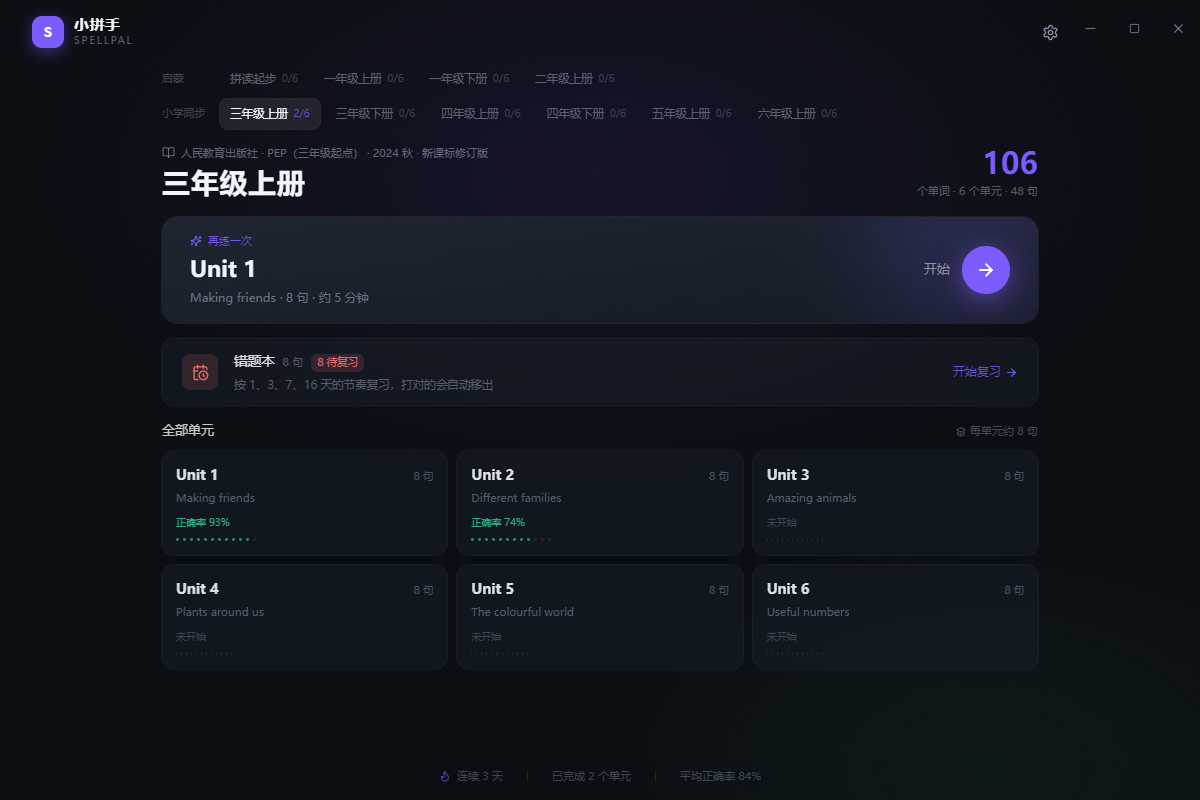 S
小拼手
SPELLPAL
启蒙 拼读起步 0/6 一年级上册 0/6 一年级下册 0/6 二年级上册 0/6
小学同步 三年级上册 2/6 三年级下册 0/6 四年级上册 0/6 四年级下册 0/6 五年级上册 0/6 六年级上册 0/6
人民教育出版社 · PEP（三年级起点） · 2024 秋 · 新课标修订版
三年级上册
106
个单词 · 6 个单元 · 48 句
再练一次
Unit 1
Making friends · 8 句 · 约 5 分钟
开始
错题本 8 句 8 待复习
按 1、3、7、16 天的节奏复习，打对的会自动移出
开始复习
全部单元
每单元约 8 句
Unit 1 8 句
Making friends
正确率 93%
Unit 2 8 句
Different families
正确率 74%
Unit 3 8 句
Amazing animals
未开始
Unit 4 8 句
Plants around us
未开始
Unit 5 8 句
The colourful world
未开始
Unit 6 8 句
Useful numbers
未开始
连续 3 天 已完成 2 个单元 平均正确率 84%